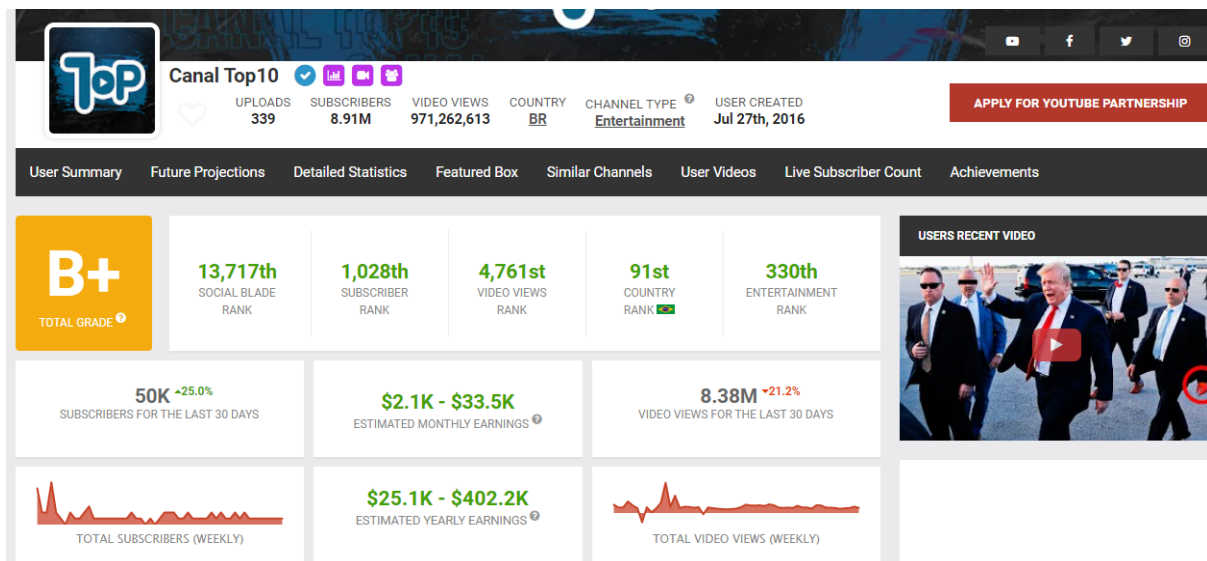 TOP
Canal Top10
UPLOADS
339
SUBSCRIBERS
8.91M
VIDEO VIEWS
971,262,613
COUNTRY
BR
CHANNEL TYPE
Entertainment
USER CREATED
Jul 27th, 2016
APPLY FOR YOUTUBE PARTNERSHIP
User Summary Future Projections Detailed Statistics Featured Box Similar Channels User Videos Live Subscriber Count Achievements
B+
TOTAL GRADE
13,717th
SOCIAL BLADE
RANK
1,028th
SUBSCRIBER
RANK
4,761st
VIDEO VIEWS
RANK
91st
COUNTRY
RANK
330th
ENTERTAINMENT
RANK
USERS RECENT VIDEO
50K 25.0%
SUBSCRIBERS FOR THE LAST 30 DAYS
$2.1K - $33.5K
ESTIMATED MONTHLY EARNINGS
8.38M 21.2%
VIDEO VIEWS FOR THE LAST 30 DAYS
TOTAL SUBSCRIBERS (WEEKLY)
$25.1K - $402.2K
ESTIMATED YEARLY EARNINGS
TOTAL VIDEO VIEWS (WEEKLY)